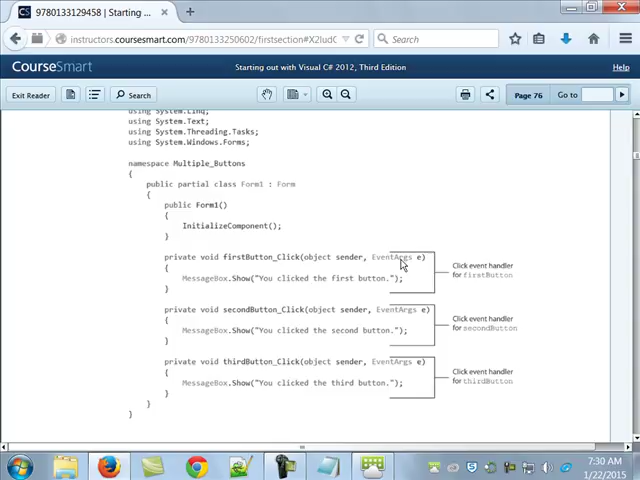 9780133129458 | Starting ...
instructors.coursesmart.com/9780133250602/firstsection#X2ludC
Search
CourseSmart
Starting out with Visual C# 2012, Third Edition
Help
Exit Reader
Search
Page 76
Go to
using System.Linq;
using System.Text;
using System.Threading.Tasks;
using System.Windows.Forms;
namespace Multiple_Buttons
{
public partial class Form1 : Form
{
public Form1()
{
InitializeComponent();
}
private void firstButton_Click(object sender, EventArgs e)
{
MessageBox.Show("You clicked the first button.");
}
Click event handler
for firstButton
private void secondButton_Click(object sender, EventArgs e)
{
MessageBox.Show("You clicked the second button.");
}
Click event handler
for secondButton
private void thirdButton_Click(object sender, EventArgs e)
{
MessageBox.Show("You clicked the third button.");
}
Click event handler
for thirdButton
}
}
7:30 AM
1/22/2015